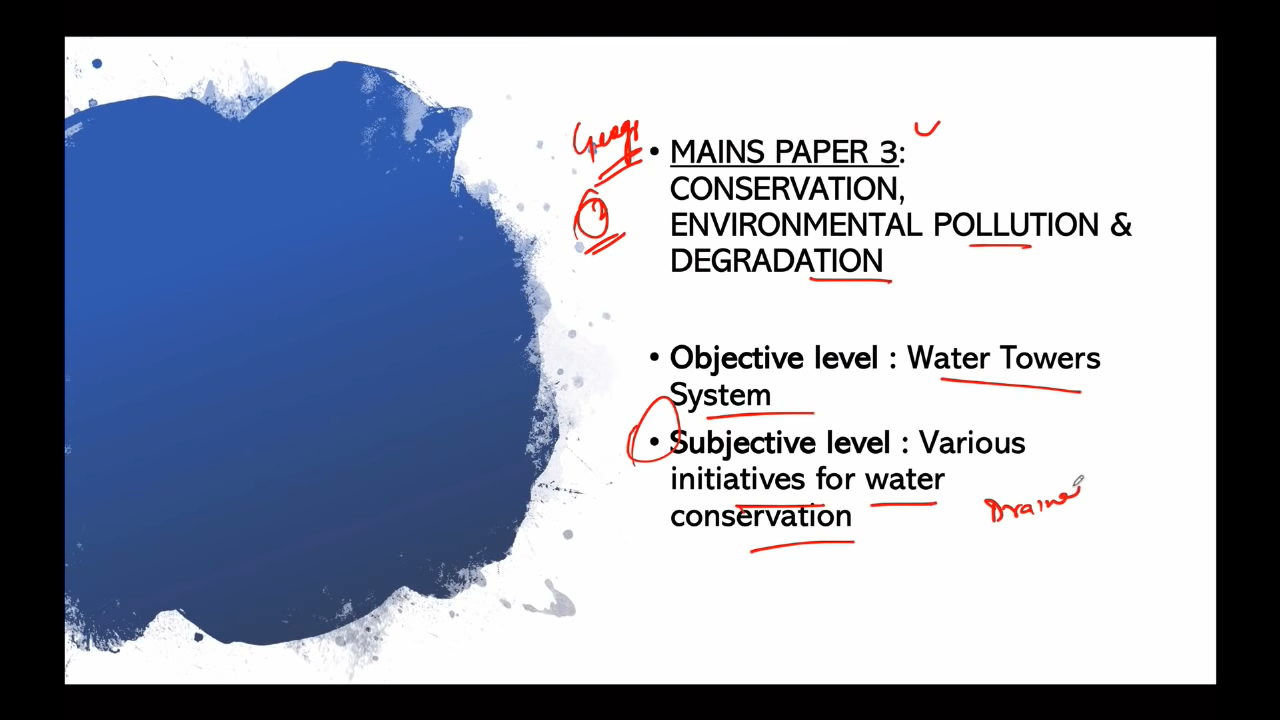 • MAINS PAPER 3:
CONSERVATION,
ENVIRONMENTAL POLLUTION &
DEGRADATION
• Objective level : Water Towers
System
• Subjective level : Various
initiatives for water
conservation